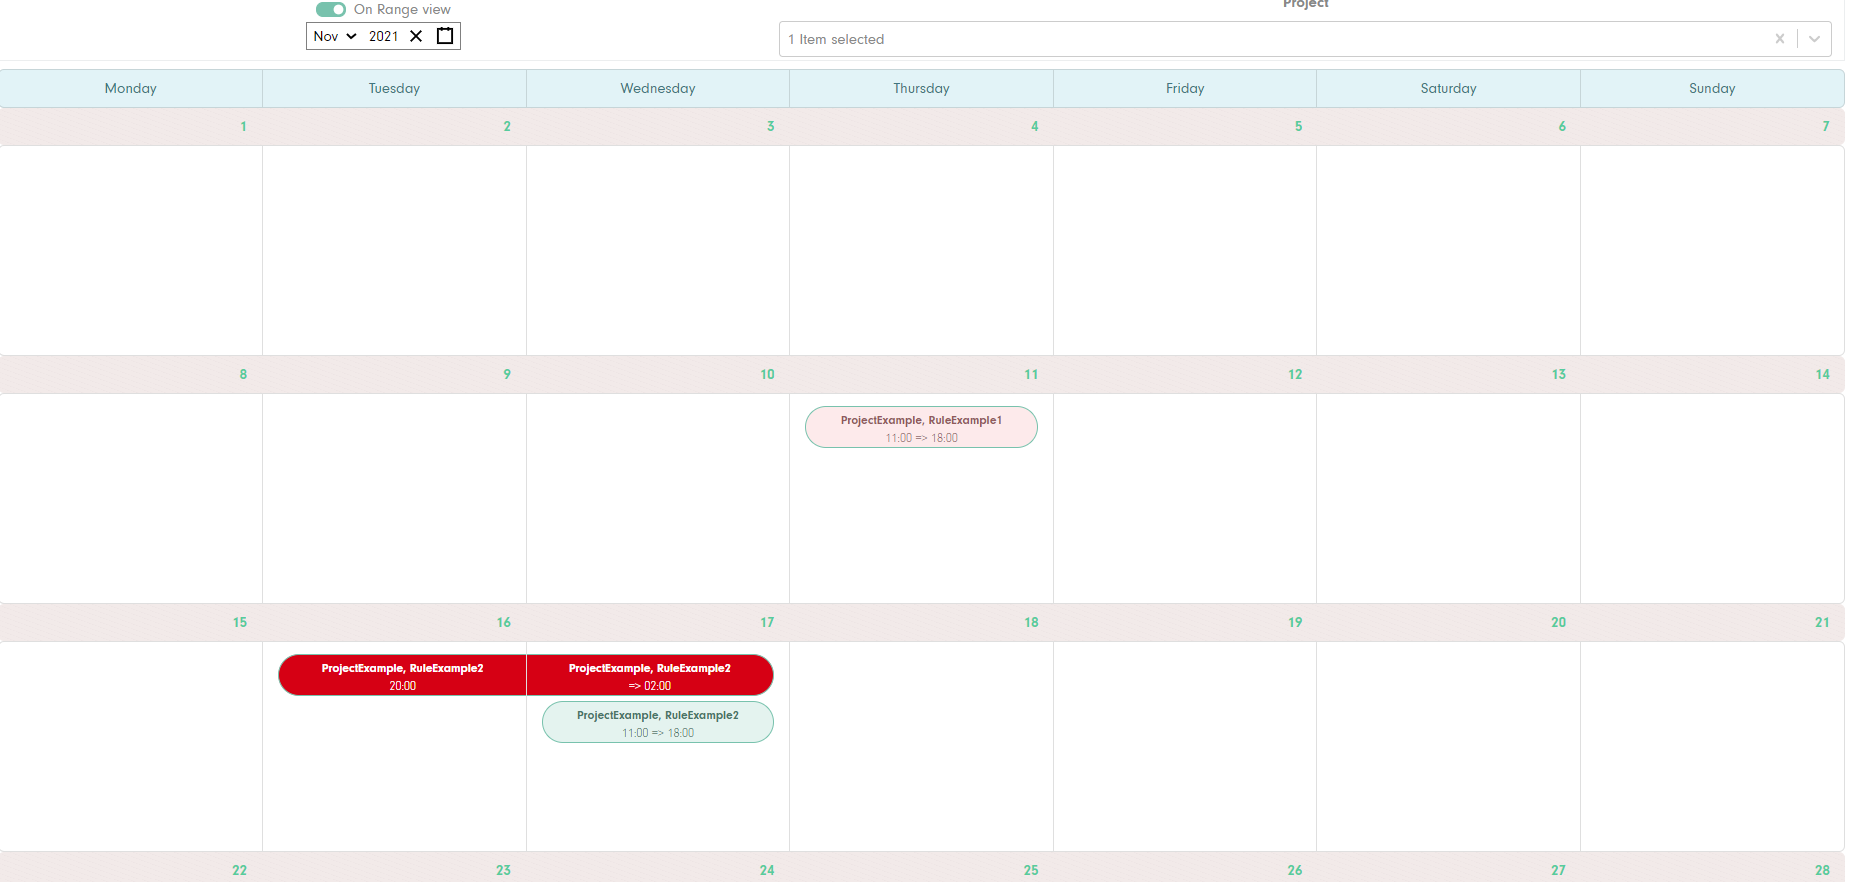 On Range view
Project
Nov 2021
1 Item selected
Monday Tuesday Wednesday Thursday Friday Saturday Sunday
1 2 3 4 5 6 7
8 9 10 11 12 13 14
ProjectExample, RuleExample1
11:00 => 18:00
15 16 17 18 19 20 21
ProjectExample, RuleExample2 ProjectExample, RuleExample2
20:00 => 02:00
ProjectExample, RuleExample2
11:00 => 18:00
22 23 24 25 26 27 28